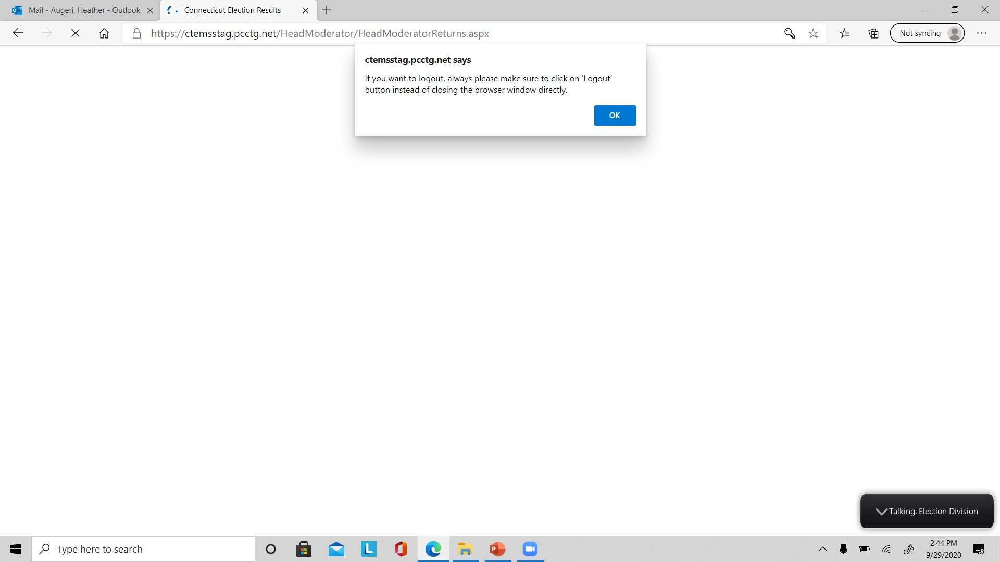 Mail - Augeri, Heather - Outlook
Connecticut Election Results
https://ctemsstag.pcctg.net/HeadModerator/HeadModeratorReturns.aspx
Not syncing
ctemsstag.pcctg.net says
If you want to logout, always please make sure to click on 'Logout'
button instead of closing the browser window directly.
OK
Talking: Election Division
Type here to search
L
P
2:44 PM
9/29/2020